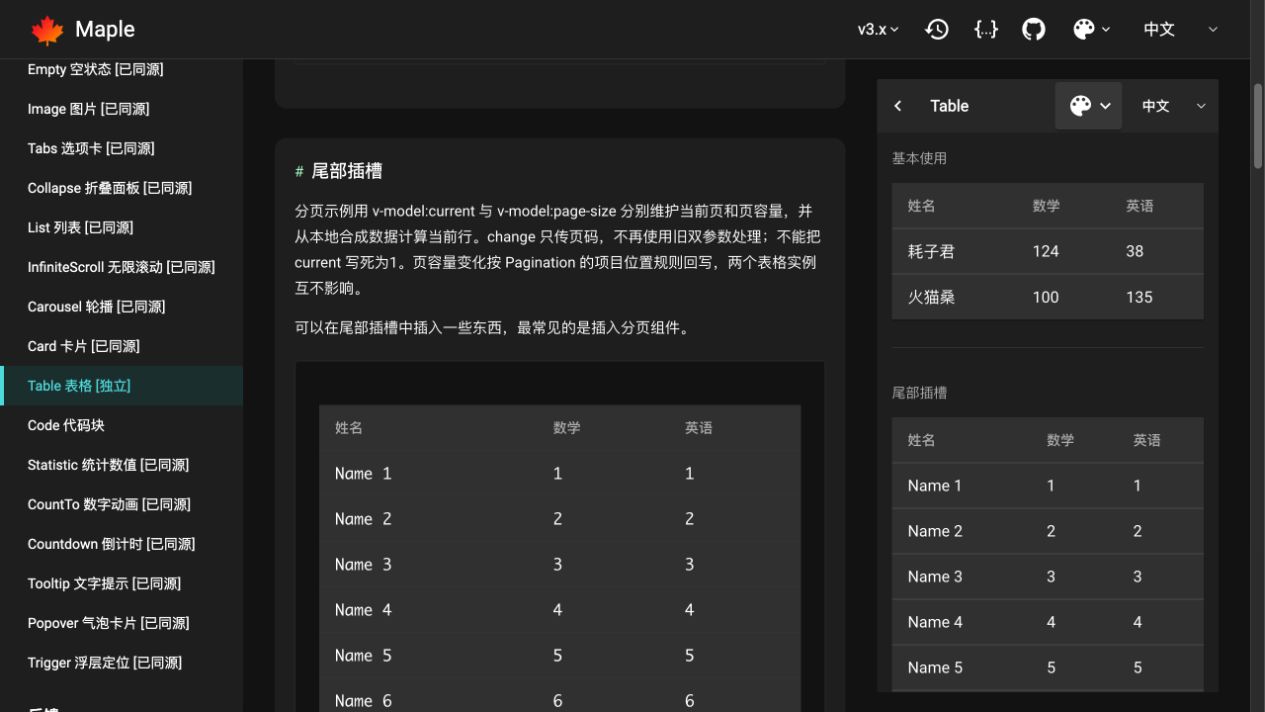 Maple
v3.x
中文
Empty 空状态 [已同源]
Image 图片 [已同源]
Tabs 选项卡 [已同源]
Collapse 折叠面板 [已同源]
List 列表 [已同源]
InfiniteScroll 无限滚动 [已同源]
Carousel 轮播 [已同源]
Card 卡片 [已同源]
Table 表格 [独立]
Code 代码块
Statistic 统计数值 [已同源]
CountTo 数字动画 [已同源]
Countdown 倒计时 [已同源]
Tooltip 文字提示 [已同源]
Popover 气泡卡片 [已同源]
Trigger 浮层定位 [已同源]
# 尾部插槽
分页示例用 v-model:current 与 v-model:page-size 分别维护当前页和页容量，并
从本地合成数据计算当前行。change 只传页码，不再使用旧双参数处理；不能把
current 写死为1。页容量变化按 Pagination 的项目位置规则回写，两个表格实例
互不影响。
可以在尾部插槽中插入一些东西，最常见的是插入分页组件。
姓名 数学 英语
Name 1 1 1
Name 2 2 2
Name 3 3 3
Name 4 4 4
Name 5 5 5
Name 6 6 6
Table
中文
基本使用
姓名 数学 英语
耗子君 124 38
火猫桑 100 135
尾部插槽
姓名 数学 英语
Name 1 1 1
Name 2 2 2
Name 3 3 3
Name 4 4 4
Name 5 5 5